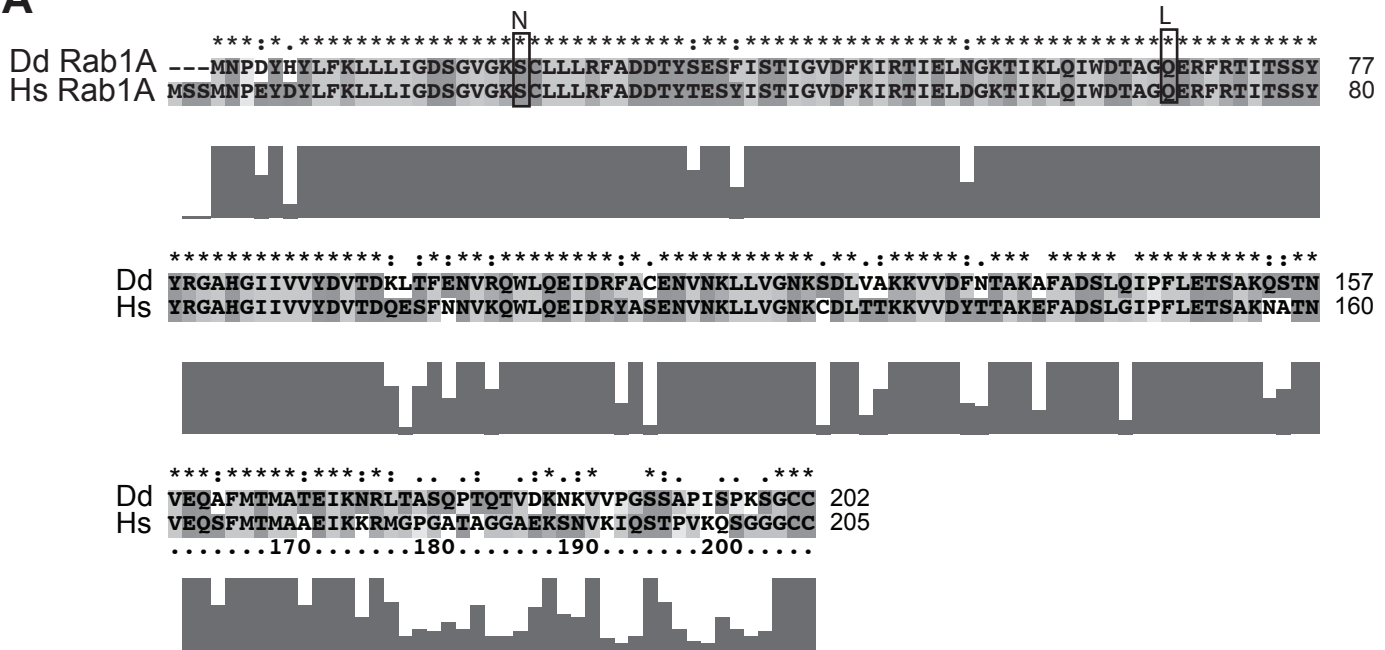 A
N
L
***:*.***************************:**:***************:************************
Dd Rab1A ---MNPDYHYLFKLLLIGDSGVGKSCLLLRFADDTYSESFISTIGVDFKIRTIELNGKTIKLQIWDTAGQERFRTITSSY 77
Hs Rab1A MSSMNPEYDYLFKLLLIGDSGVGKSCLLLRFADDTYTESYISTIGVDFKIRTIELDGKTIKLQIWDTAGQERFRTITSSY 80
***************: :*:**:********:*.***********.**.:*****:.*** ***** *********::**
Dd YRGAHGIIVVYDVTDKLTFENVRQWLQEIDRFACENVNKLLVGNKSDLVAKKVVDFNTAKAFADSLQIPFLETSAKQSTN 157
Hs YRGAHGIIVVYDVTDQESFNNVKQWLQEIDRYASENVNKLLVGNKCDLTTKKVVDYTTAKEFADSLGIPFLETSAKNATN 160
***:*****:***:*: .. .:  .:*.:*   *:.  .. .***
Dd VEQAFMTMATEIKNRLTASQPTQTVDKNKVVPGSSAPISPKSGCC 202
Hs VEQSFMTMAAEIKKRMGPGATAGGAEKSNVKIQSTPVKQSGGGCC 205
.......170.......180.......190.......200.....